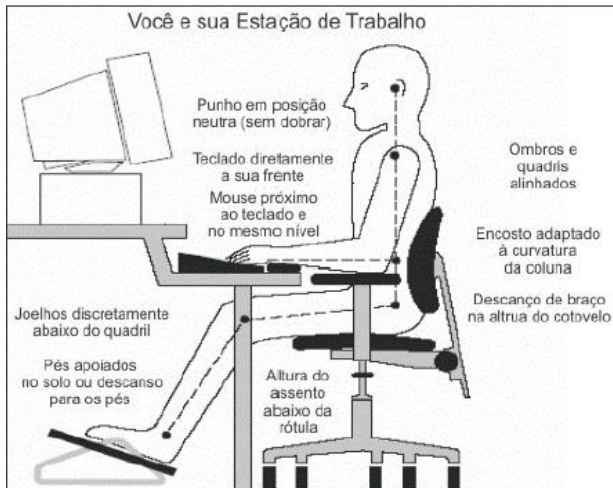 Você e sua Estação de Trabalho
Punho em posição
neutra (sem dobrar)
Teclado diretamente
a sua frente
Mouse próximo
ao teclado e
no mesmo nível
Ombros e
quadris
alinhados
Encosto adaptado
à curvatura
da coluna
Descanço de braço
na altrua do cotovelo
Joelhos discretamente
abaixo do quadril
Pés apoiados
no solo ou descanso
para os pés
Alltura do
assento
abaixo da
rótula